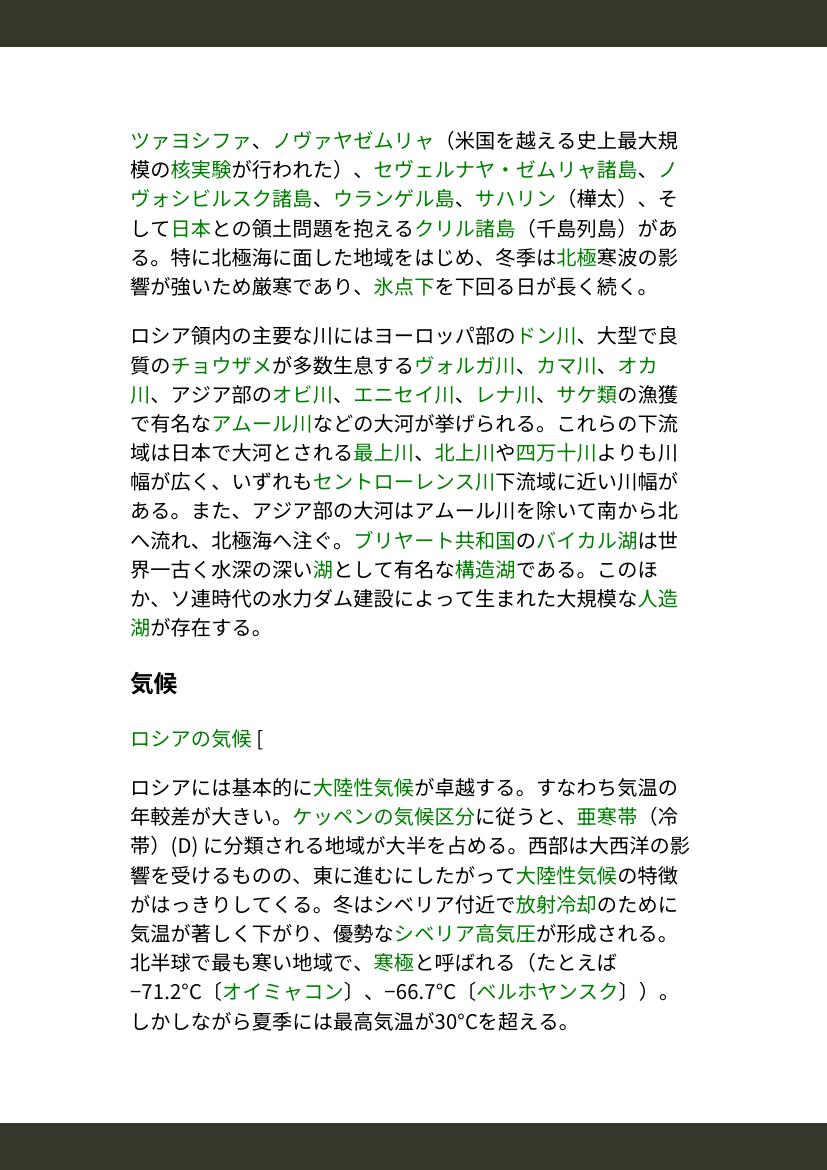 ツァヨシファ、ノヴァヤゼムリャ（米国を越える史上最大規
模の核実験が行われた）、セヴェルナヤ・ゼムリャ諸島、ノ
ヴォシビルスク諸島、ウランゲル島、サハリン（樺太）、そ
して日本との領土問題を抱えるクリル諸島（千島列島）があ
る。特に北極海に面した地域をはじめ、冬季は北極寒波の影
響が強いため厳寒であり、氷点下を下回る日が長く続く。
ロシア領内の主要な川にはヨーロッパ部のドン川、大型で良
質のチョウザメが多数生息するヴォルガ川、カマ川、オカ
川、アジア部のオビ川、エニセイ川、レナ川、サケ類の漁獲
で有名なアムール川などの大河が挙げられる。これらの下流
域は日本で大河とされる最上川、北上川や四万十川よりも川
幅が広く、いずれもセントローレンス川下流域に近い川幅が
ある。また、アジア部の大河はアムール川を除いて南から北
へ流れ、北極海へ注ぐ。ブリヤート共和国のバイカル湖は世
界一古く水深の深い湖として有名な構造湖である。このほ
か、ソ連時代の水力ダム建設によって生まれた大規模な人造
湖が存在する。
気候
ロシアの気候 [
ロシアには基本的に大陸性気候が卓越する。すなわち気温の
年較差が大きい。ケッペンの気候区分に従うと、亜寒帯（冷
帯）(D) に分類される地域が大半を占める。西部は大西洋の影
響を受けるものの、東に進むにしたがって大陸性気候の特徴
がはっきりしてくる。冬はシベリア付近で放射冷却のために
気温が著しく下がり、優勢なシベリア高気圧が形成される。
北半球で最も寒い地域で、寒極と呼ばれる（たとえば
−71.2℃〔オイミャコン〕、−66.7℃〔ベルホヤンスク〕）。
しかしながら夏季には最高気温が30℃を超える。